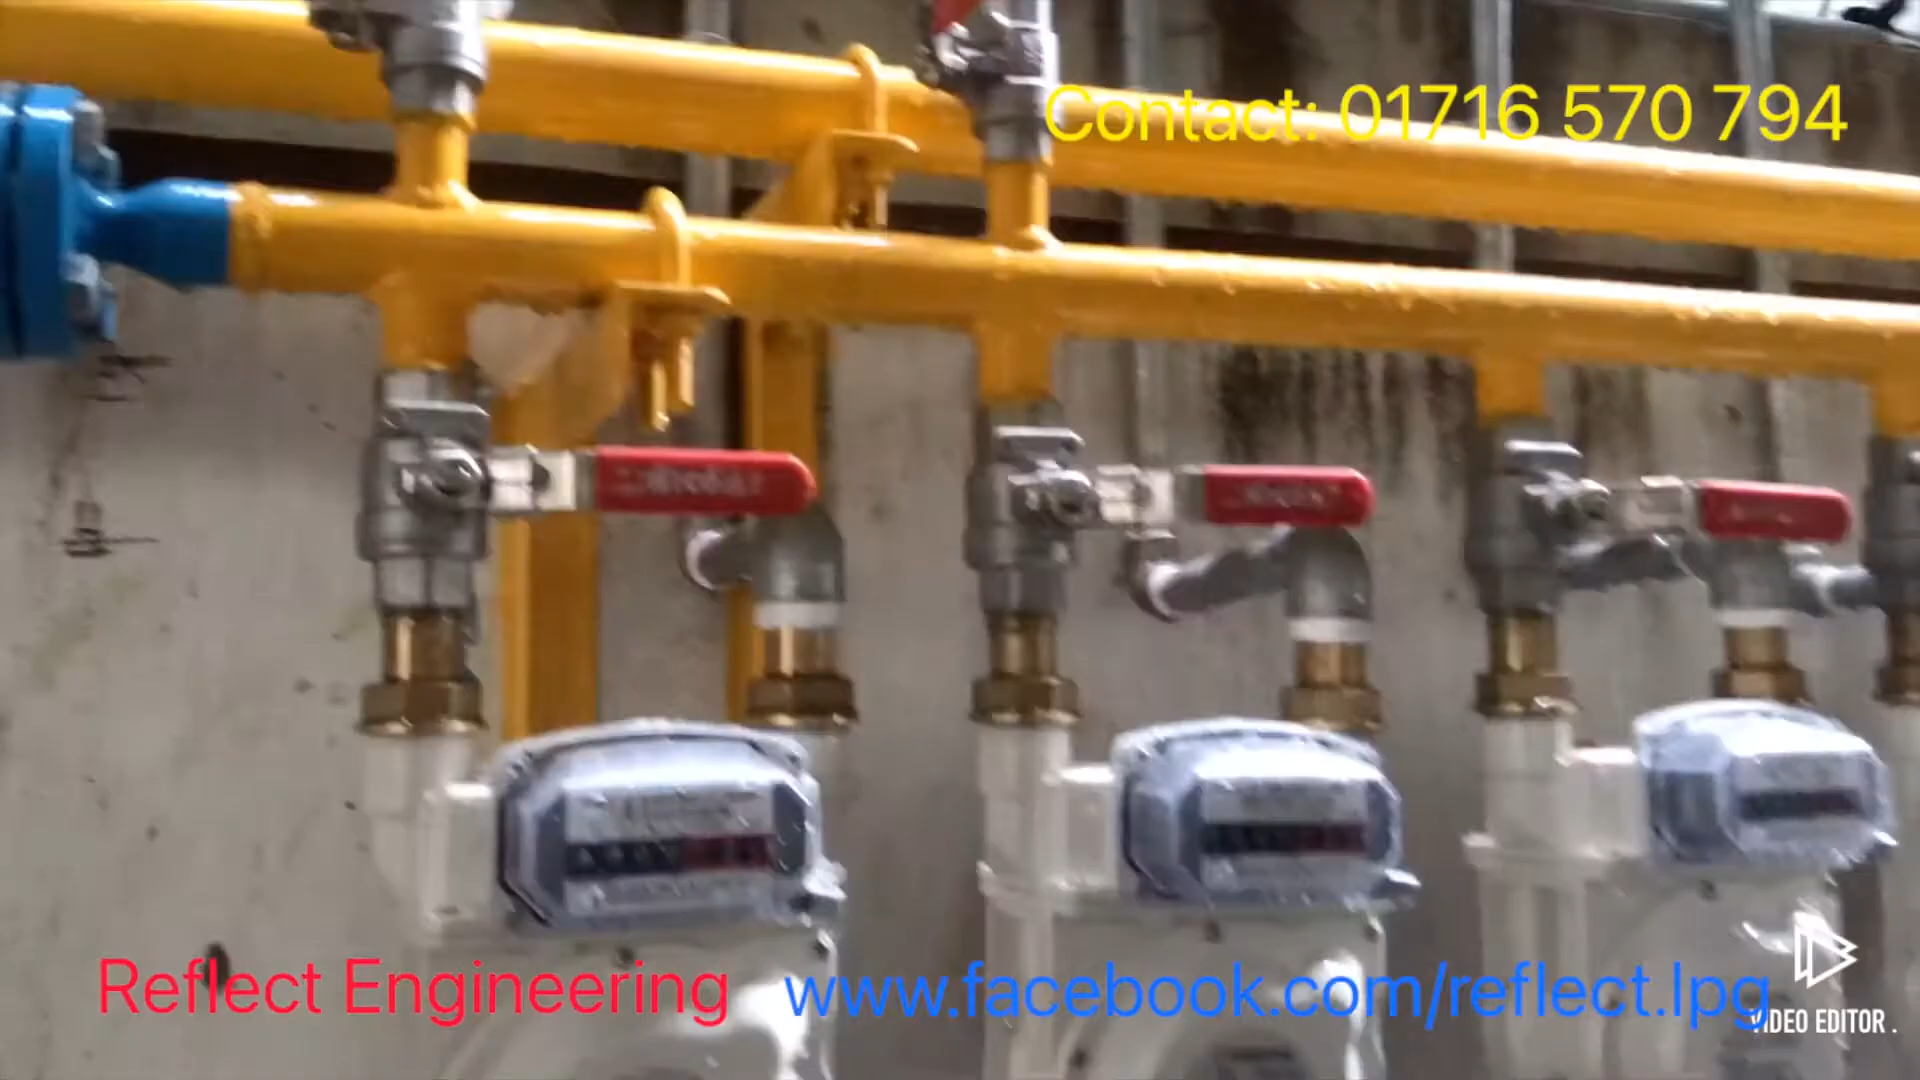 Contact: 01716 570 794
Reflect Engineering
www.facebook.com/reflect.lpg
VIDEO EDITOR .